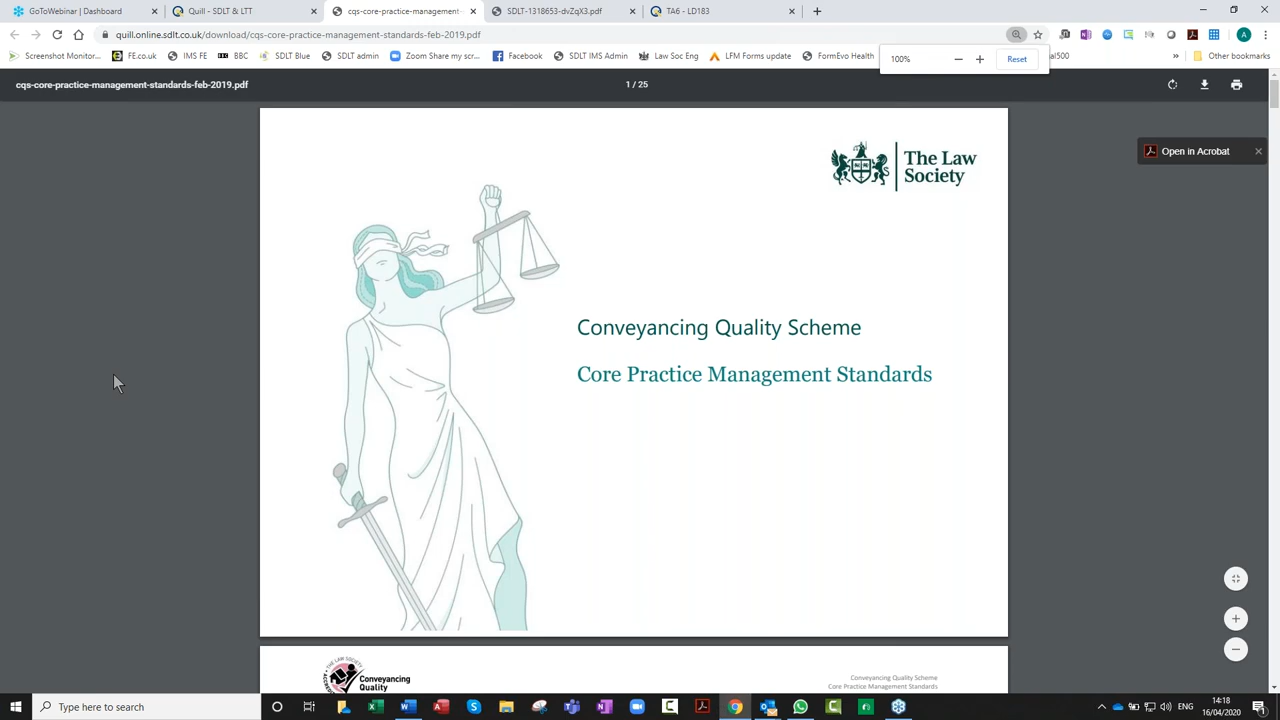 GoToWebinar | Dashboard
Quill - SDLT & LTT
cqs-core-practice-management-s
SDLT-1318653-dvZqX3.pdf
TA6 - LD183
quill.online.sdlt.co.uk/download/cqs-core-practice-management-standards-feb-2019.pdf
A
Screenshot Monitor...
FE.co.uk
IMS FE
BBC
SDLT Blue
SDLT admin
Zoom Share my scr...
Facebook
SDLT IMS Admin
Law Soc Eng
LFM Forms update
FormEvo Health
Other bookmarks
100%
Reset
cqs-core-practice-management-standards-feb-2019.pdf
1 / 25
Open in Acrobat
The Law
Society
Conveyancing Quality Scheme
Core Practice Management Standards
THE LAW SOCIETY
Conveyancing
Quality
Conveyancing Quality Scheme
Core Practice Management Standards
Type here to search
ENG
14:18
16/04/2020